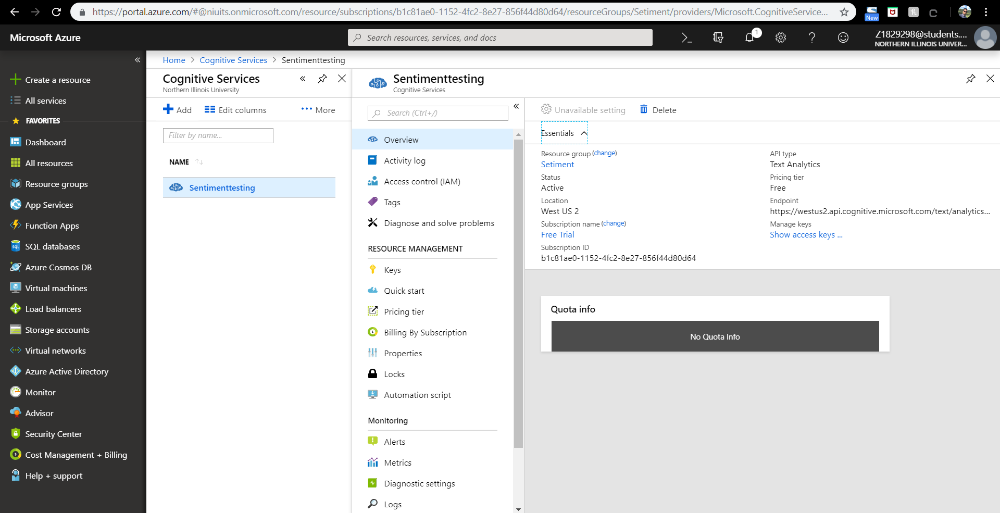 https://portal.azure.com/#@niuits.onmicrosoft.com/resource/subscriptions/b1c81ae0-1152-4fc2-8e27-856f44d80d64/resourceGroups/Setiment/providers/Microsoft.CognitiveService...
New
Microsoft Azure
Search resources, services, and docs
1
Z1829298@students....
NORTHERN ILLINOIS UNIVER...
Create a resource
All services
FAVORITES
Dashboard
All resources
Resource groups
App Services
Function Apps
SQL databases
Azure Cosmos DB
Virtual machines
Load balancers
Storage accounts
Virtual networks
Azure Active Directory
Monitor
Advisor
Security Center
Cost Management + Billing
Help + support
Home > Cognitive Services > Sentimenttesting
Cognitive Services
Northern Illinois University
Add
Edit columns
More
Filter by name...
NAME
Sentimenttesting
Sentimenttesting
Cognitive Services
Search (Ctrl+/)
Overview
Activity log
Access control (IAM)
Tags
Diagnose and solve problems
RESOURCE MANAGEMENT
Keys
Quick start
Pricing tier
Billing By Subscription
Properties
Locks
Automation script
Monitoring
Alerts
Metrics
Diagnostic settings
Logs
Unavailable setting
Delete
Essentials
Resource group (change)
Setiment
Status
Active
Location
West US 2
Subscription name (change)
Free Trial
Subscription ID
b1c81ae0-1152-4fc2-8e27-856f44d80d64
API type
Text Analytics
Pricing tier
Free
Endpoint
https://westus2.api.cognitive.microsoft.com/text/analytics...
Manage keys
Show access keys ...
Quota info
No Quota Info